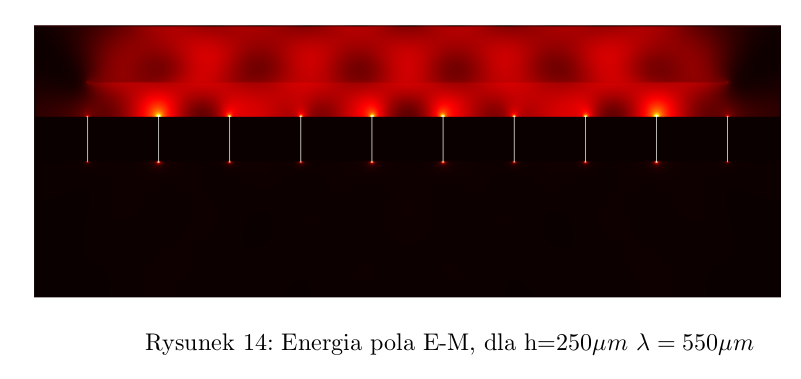 Rysunek 14: Energia pola E-M, dla h=250μm λ = 550μm